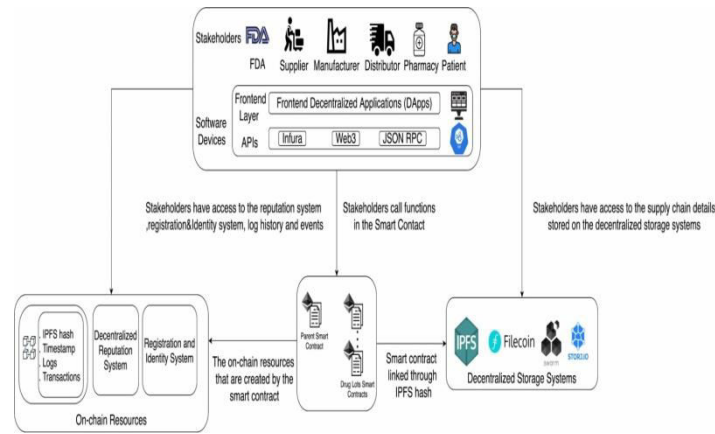 Stakeholders
FDA
FDA
Supplier
Manufacturer
Distributor
Pharmacy
Patient
Software
Devices
Frontend
Layer
Frontend Decentralized Applications (DApps)
APIs
Infura
Web3
JSON RPC
Stakeholders have access to the reputation system
,registration&Identity system, log history and events
Stakeholders call functions
in the Smart Contact
Stakeholders have access to the supply chain details
stored on the decentralized storage systems
IPFS hash
Timestamp
Logs
Transactions
Decentralized
Reputation
System
Registration and
Identity System
On-chain Resources
The on-chain resources
that are created by the
smart contract
Parent Smart
Contract
Drug Lots Smart
Contracts
Smart contract
linked through
IPFS hash
IPFS
Filecoin
swarm
STORJ.IO
Decentralized Storage Systems